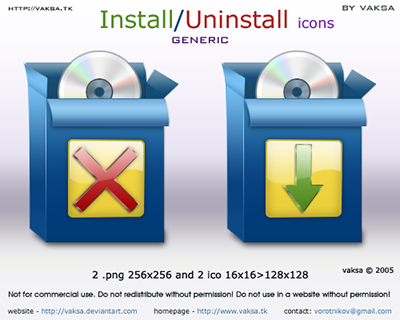 HTTP://VAKSA.TK
BY VAKSA
Install/Uninstall icons
GENERIC
2 .png 256x256 and 2 ico 16x16>128x128
vaksa © 2005
Not for commercial use. Do not redistribute without permission! Do not use in a website without permission!
website - http://vaksa.deviantart.com homepage - http://www.vaksa.tk contact: vorotnikov@gmail.com